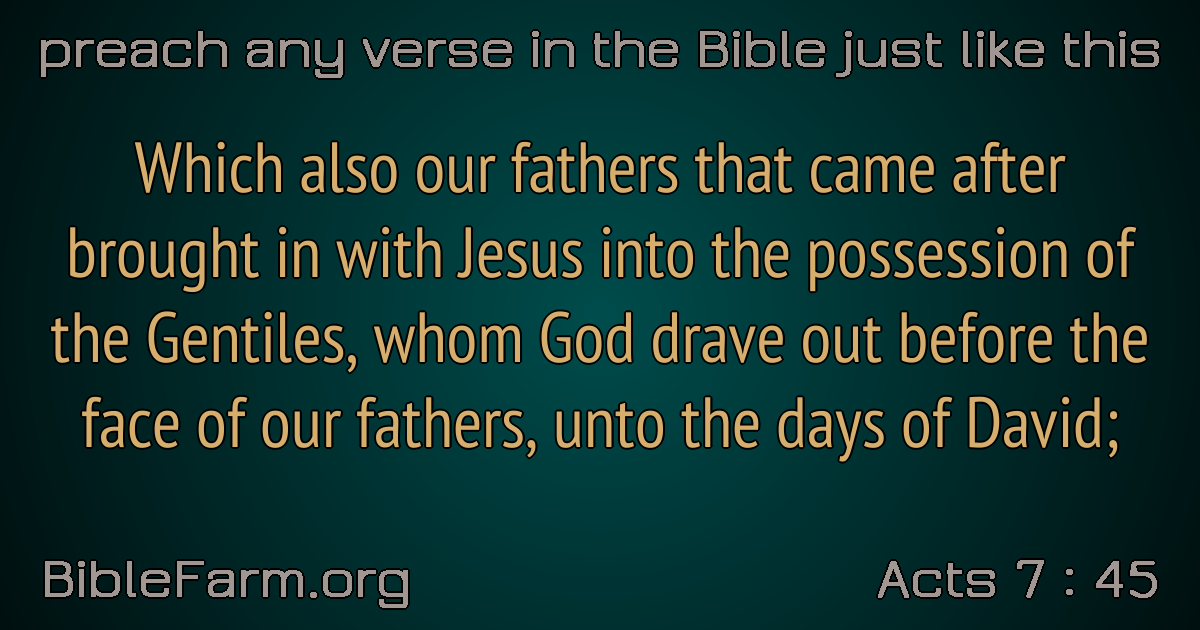 preach any verse in the Bible just like this
Which also our fathers that came after
brought in with Jesus into the possession of
the Gentiles, whom God drave out before the
face of our fathers, unto the days of David;
BibleFarm.org
Acts 7 : 45